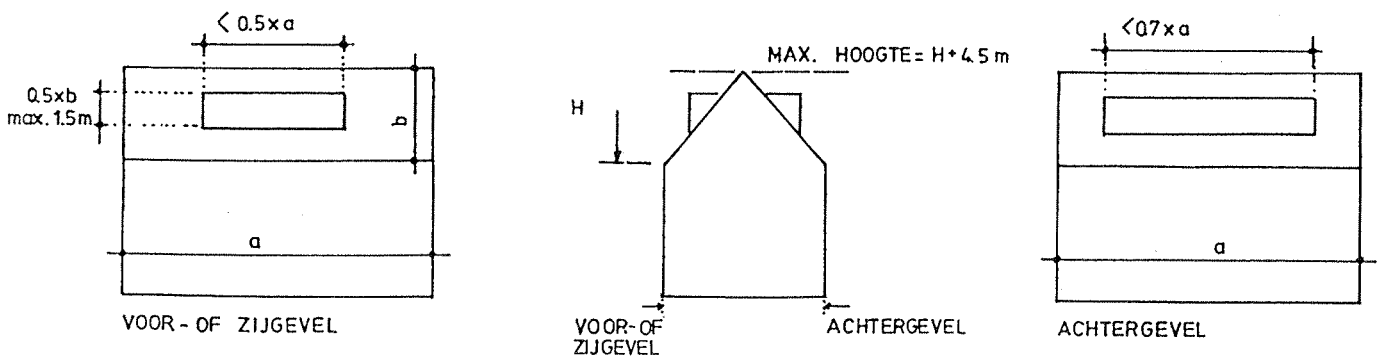 < 0.5×a
0.5×b
max. 1.5m
b
a
VOOR- OF ZIJGEVEL
MAX. HOOGTE = H+4.5 m
H
VOOR-OF
ZIJGEVEL
ACHTERGEVEL
<0.7×a
a
ACHTERGEVEL